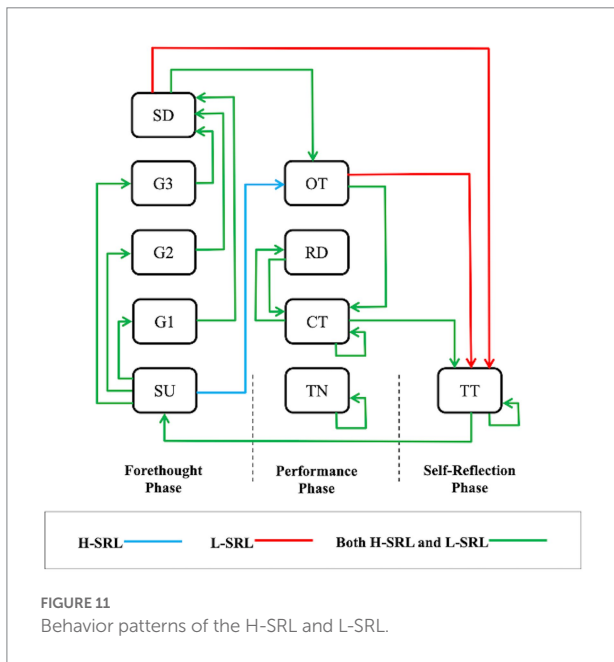 SD
G3
OT
G2
RD
G1
CT
SU
TN
TT
Forethought
Phase
Performance
Phase
Self-Reflection
Phase
H-SRL
L-SRL
Both H-SRL and L-SRL
FIGURE 11
Behavior patterns of the H-SRL and L-SRL.